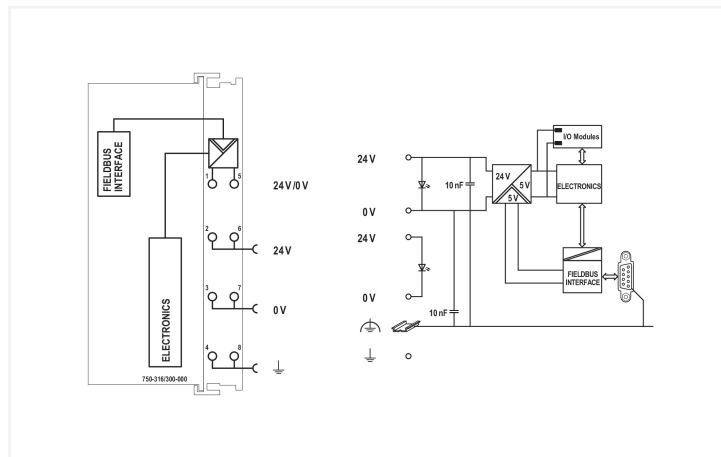 FIELDBUS
INTERFACE
ELECTRONICS
1 5
24 V/0 V
2 6
24 V
3 7
0 V
4 8
750-316/300-000
24 V
10 nF
0 V
24 V
0 V
10 nF
24 V
5 V
5 V
I/O Modules
ELECTRONICS
FIELDBUS
INTERFACE